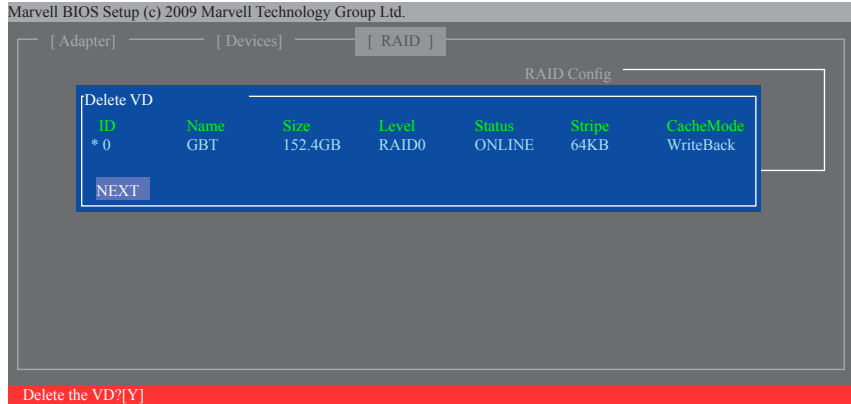 Marvell BIOS Setup (c) 2009 Marvell Technology Group Ltd.
[ Adapter] [ Devices] [ RAID ]
RAID Config
Delete VD
ID Name Size Level Status Stripe CacheMode
* 0 GBT 152.4GB RAID0 ONLINE 64KB WriteBack
NEXT
Delete the VD?[Y]